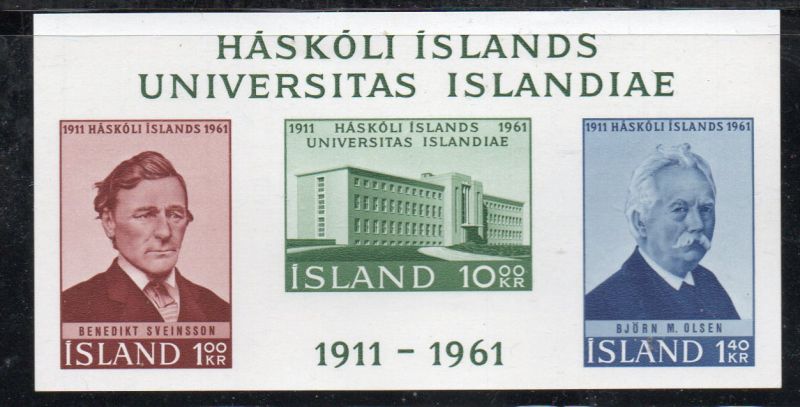 HÁSKÓLI ÍSLANDS
UNIVERSITAS ISLANDIAE
1911 HÁSKÓLI ÍSLANDS 1961
BENEDIKT SVEINSSON
ÍSLAND 1.00 KR
1911 HÁSKÓLI ÍSLANDS 1961
UNIVERSITAS ISLANDIAE
ÍSLAND 10.00 KR
1911 HÁSKÓLI ÍSLANDS 1961
BJÖRN M. OLSEN
ÍSLAND 1.40 KR
1911 - 1961